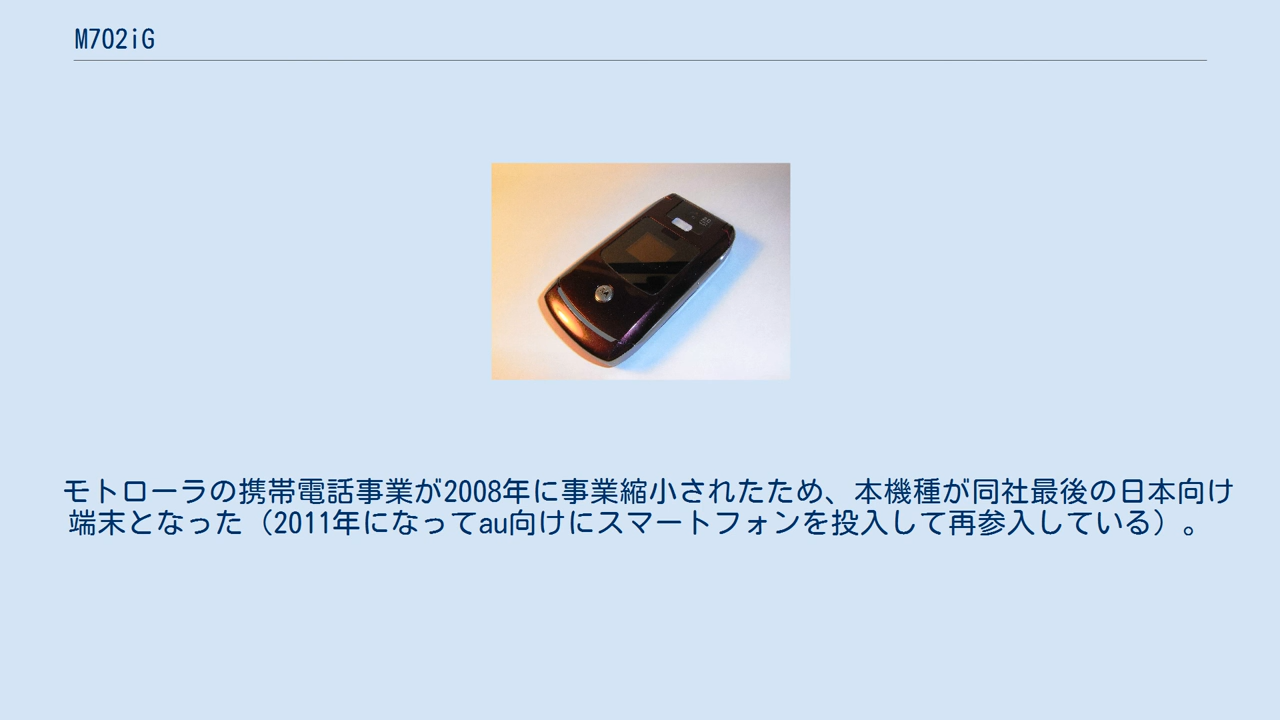 M702iG
モトローラの携帯電話事業が2008年に事業縮小されたため、本機種が同社最後の日本向け
端末となった（2011年になってau向けにスマートフォンを投入して再参入している）。